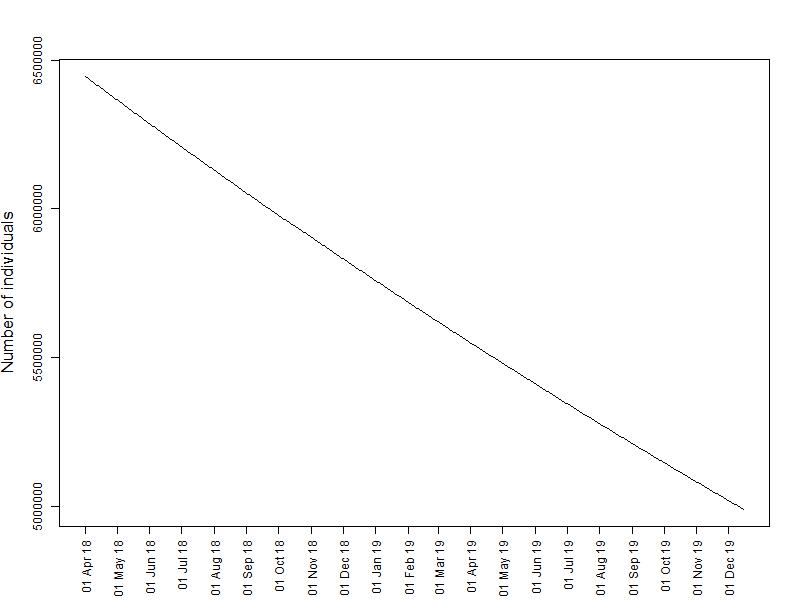 Number of individuals
6500000
6000000
5500000
5000000
01 Apr 18
01 May 18
01 Jun 18
01 Jul 18
01 Aug 18
01 Sep 18
01 Oct 18
01 Nov 18
01 Dec 18
01 Jan 19
01 Feb 19
01 Mar 19
01 Apr 19
01 May 19
01 Jun 19
01 Jul 19
01 Aug 19
01 Sep 19
01 Oct 19
01 Nov 19
01 Dec 19